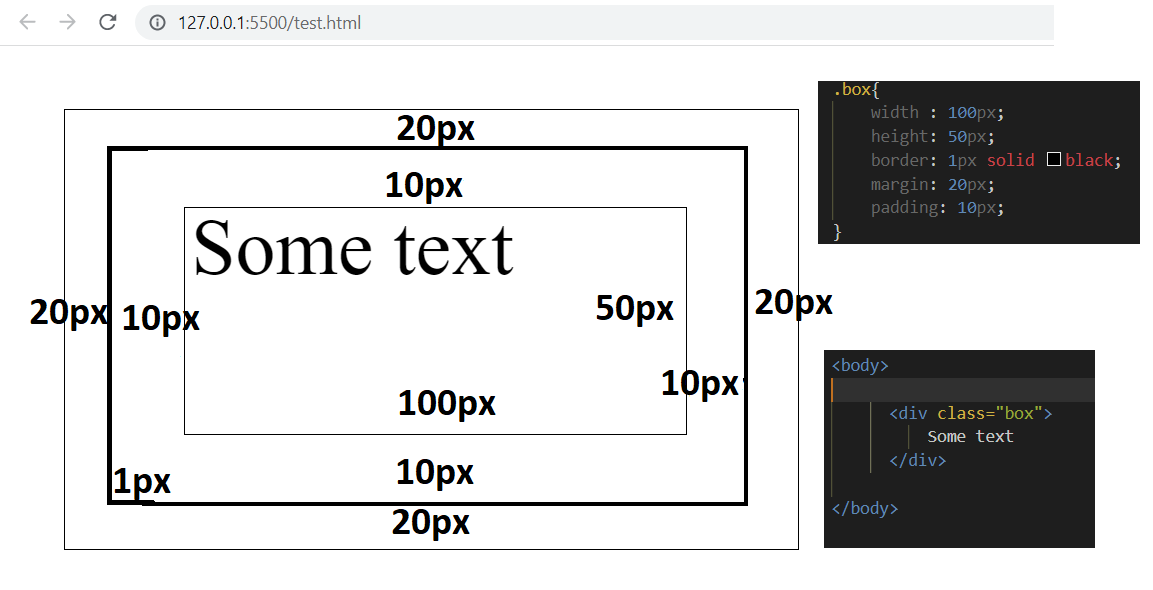 127.0.0.1:5500/test.html
20px
10px
Some text
20px
10px
50px
20px
10px
100px
10px
1px
20px
.box{
width : 100px;
height: 50px;
border: 1px solid black;
margin: 20px;
padding: 10px;
}
<body>
<div class="box">
Some text
</div>
</body>